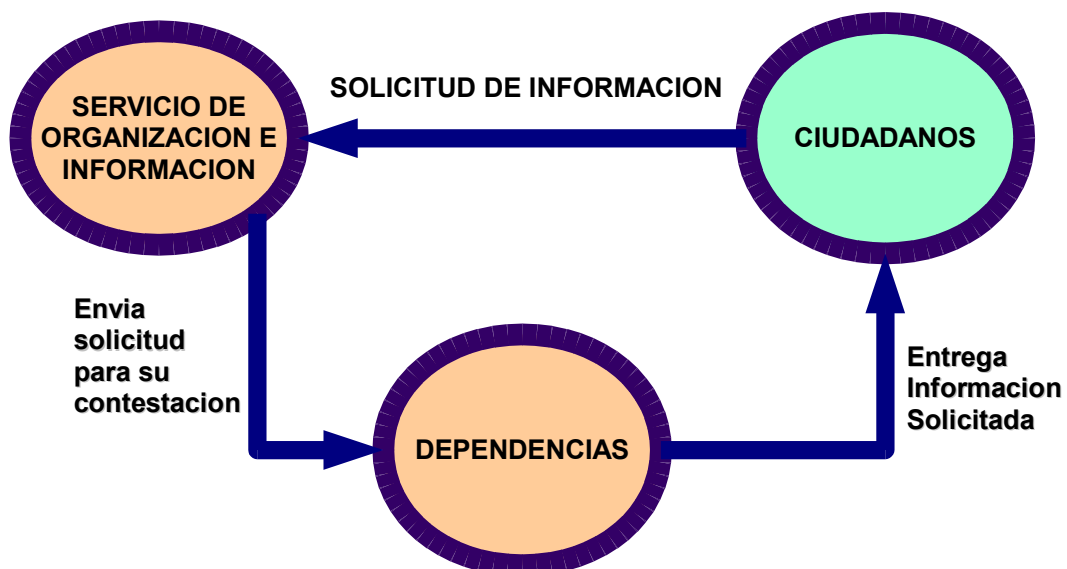 SERVICIO DE
ORGANIZACION E
INFORMACION
SOLICITUD DE INFORMACION
CIUDADANOS
Envia
solicitud
para su
contestacion
DEPENDENCIAS
Entrega
Informacion
Solicitada